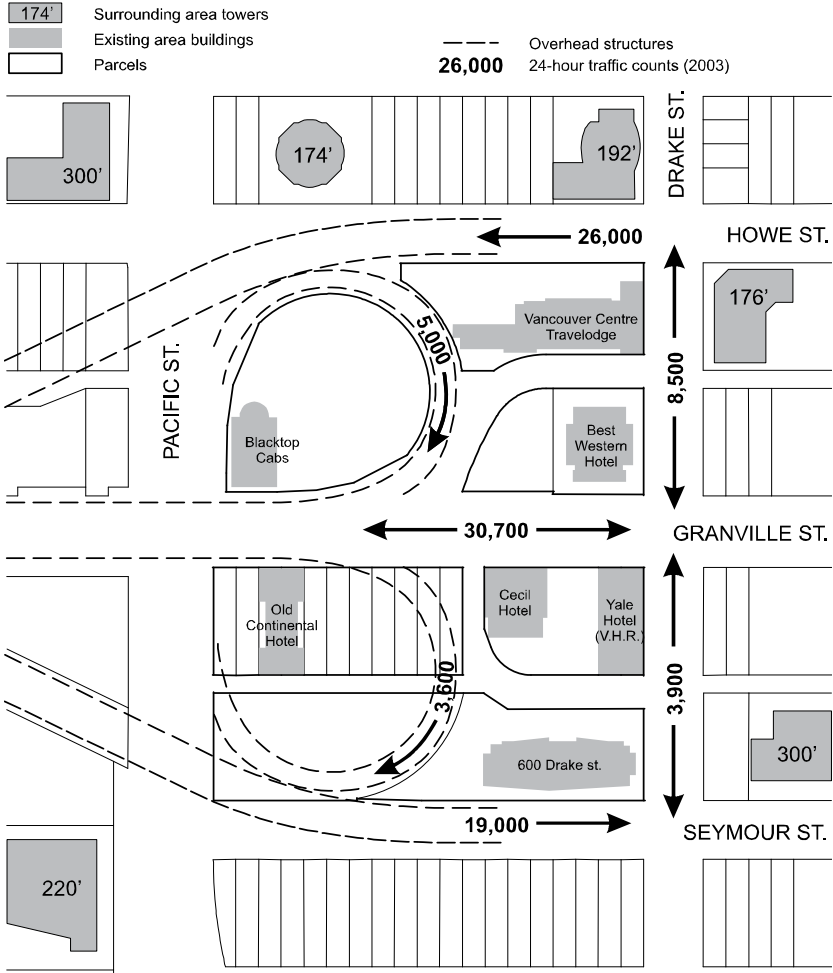 174'
Surrounding area towers
Existing area buildings
Parcels
Overhead structures
26,000
24-hour traffic counts (2003)
DRAKE ST.
300'
174'
192'
26,000
HOWE ST.
176'
Vancouver Centre
Travelodge
5,000
PACIFIC ST.
8,500
Blacktop
Cabs
Best
Western
Hotel
30,700
GRANVILLE ST.
Old
Continental
Hotel
Cecil
Hotel
Yale
Hotel
(V.H.R.)
3,600
3,900
600 Drake st.
300'
19,000
SEYMOUR ST.
220'